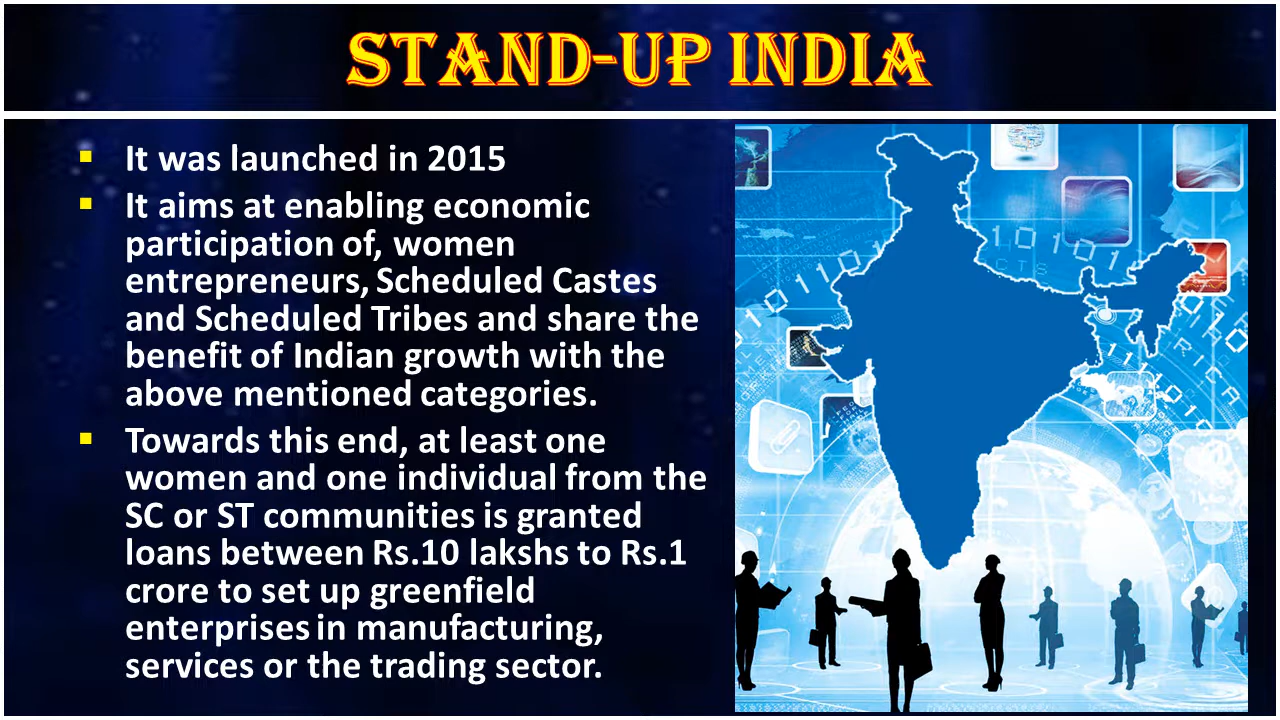 STAND-UP INDIA
▪ It was launched in 2015
▪ It aims at enabling economic
participation of, women
entrepreneurs, Scheduled Castes
and Scheduled Tribes and share the
benefit of Indian growth with the
above mentioned categories.
▪ Towards this end, at least one
women and one individual from the
SC or ST communities is granted
loans between Rs.10 lakshs to Rs.1
crore to set up greenfield
enterprises in manufacturing,
services or the trading sector.